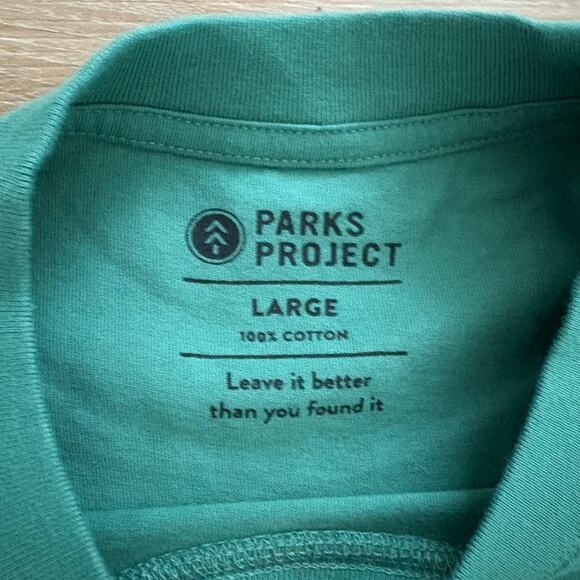 PARKS
PROJECT
LARGE
100% COTTON
Leave it better
than you found it